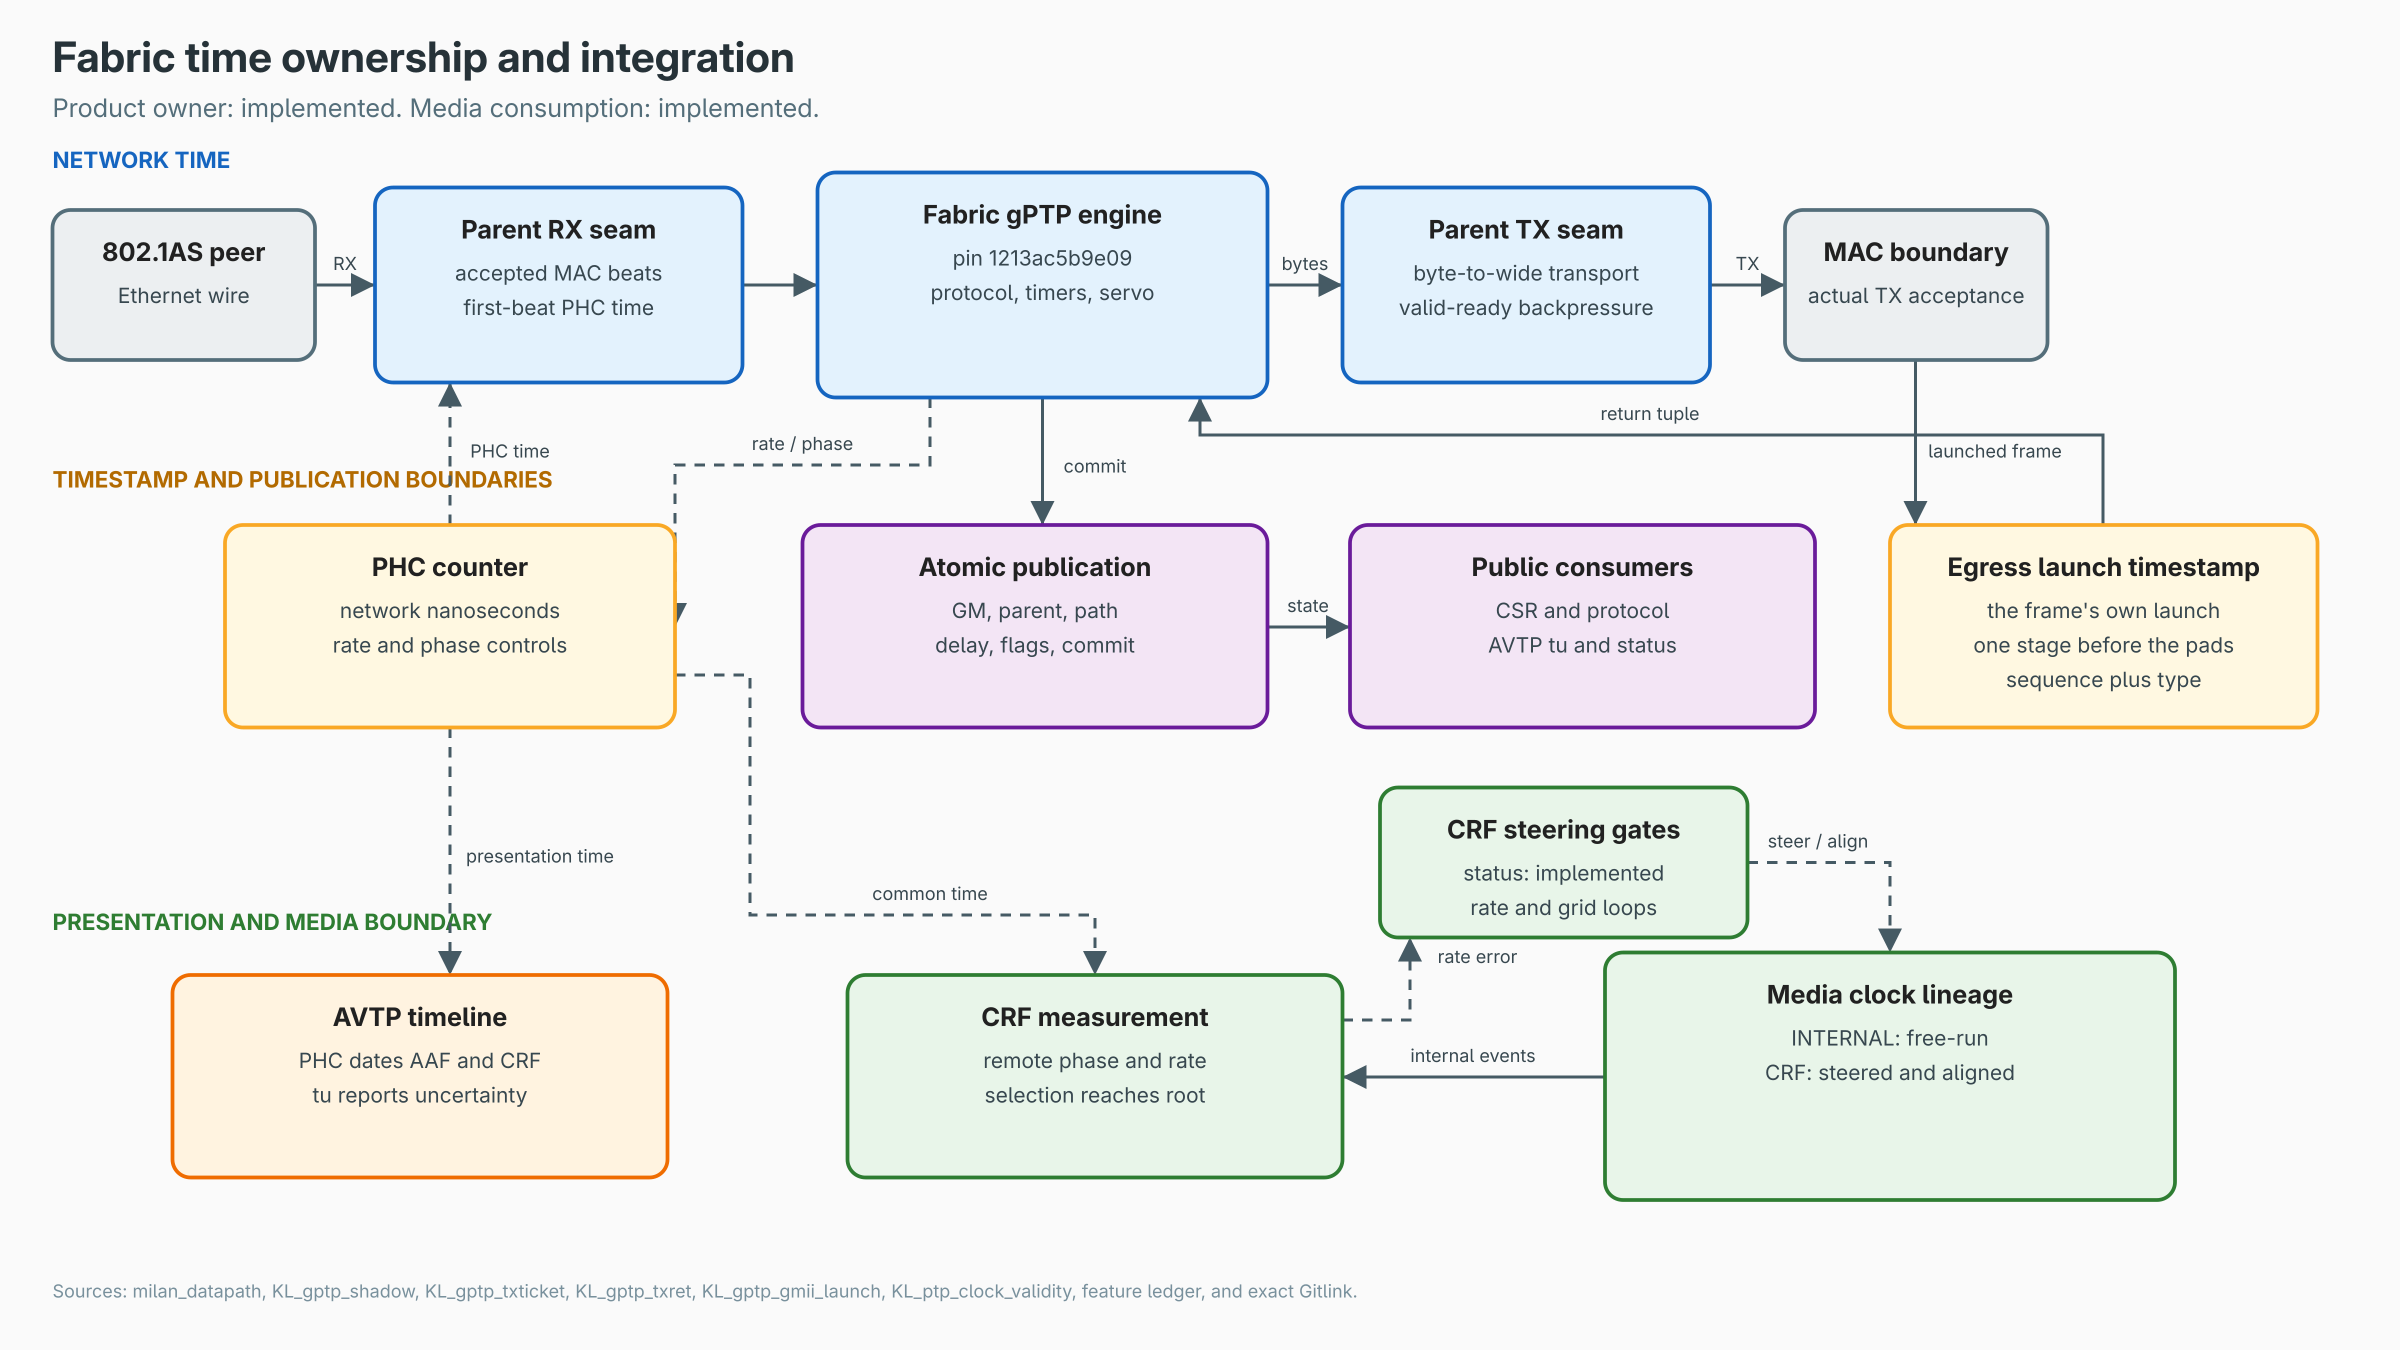 Fabric time ownership and integration
Product owner: implemented. Media consumption: implemented.
NETWORK TIME
802.1AS peer
Ethernet wire
RX
Parent RX seam
accepted MAC beats
first-beat PHC time
Fabric gPTP engine
pin 1213ac5b9e09
protocol, timers, servo
bytes
Parent TX seam
byte-to-wide transport
valid-ready backpressure
TX
MAC boundary
actual TX acceptance
PHC time
rate / phase
commit
return tuple
launched frame
TIMESTAMP AND PUBLICATION BOUNDARIES
PHC counter
network nanoseconds
rate and phase controls
Atomic publication
GM, parent, path
delay, flags, commit
state
Public consumers
CSR and protocol
AVTP tu and status
Egress launch timestamp
the frame's own launch
one stage before the pads
sequence plus type
presentation time
common time
CRF steering gates
status: implemented
rate and grid loops
steer / align
PRESENTATION AND MEDIA BOUNDARY
rate error
AVTP timeline
PHC dates AAF and CRF
tu reports uncertainty
CRF measurement
remote phase and rate
selection reaches root
internal events
Media clock lineage
INTERNAL: free-run
CRF: steered and aligned
Sources: milan_datapath, KL_gptp_shadow, KL_gptp_txticket, KL_gptp_txret, KL_gptp_gmii_launch, KL_ptp_clock_validity, feature ledger, and exact Gitlink.